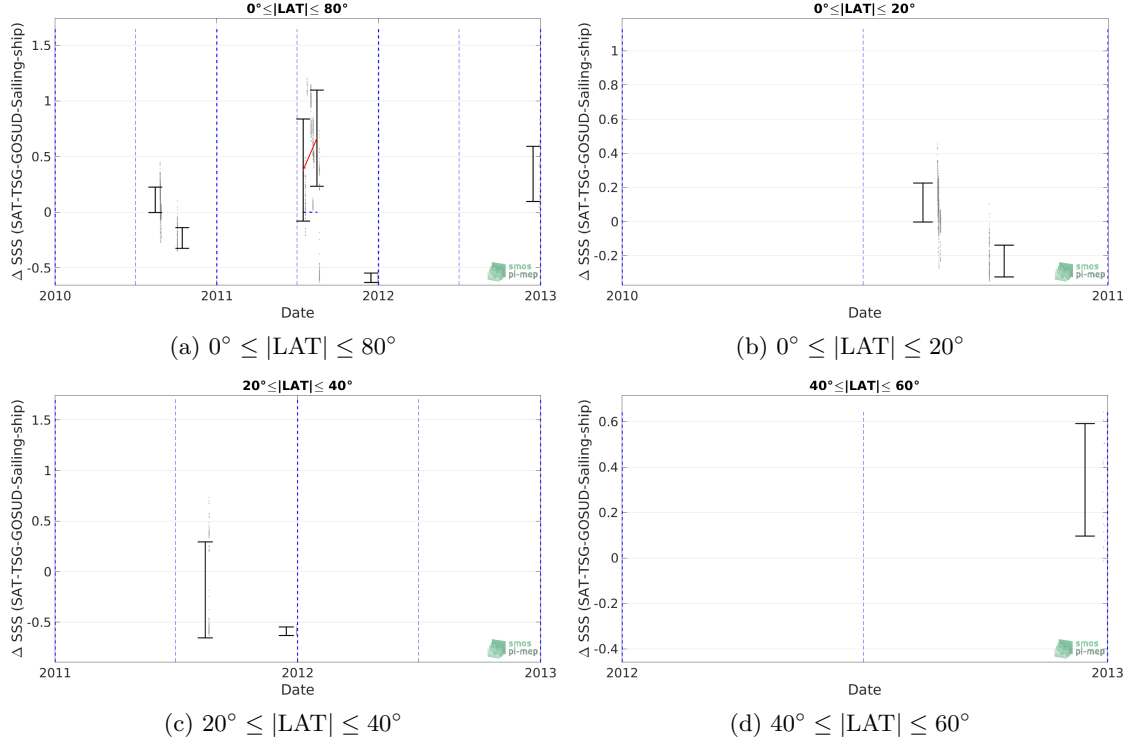 0°≤|LAT|≤ 80°
Δ SSS (SAT-TSG-GOSUD-Sailing-ship)
1.5
1
0.5
0
-0.5
2010
2011
2012
2013
Date
smos
pi-mep
(a) 0° ≤ |LAT| ≤ 80°
0°≤|LAT|≤ 20°
Δ SSS (SAT-TSG-GOSUD-Sailing-ship)
1
0.8
0.6
0.4
0.2
0
-0.2
2010
2011
Date
smos
pi-mep
(b) 0° ≤ |LAT| ≤ 20°
20°≤|LAT|≤ 40°
Δ SSS (SAT-TSG-GOSUD-Sailing-ship)
1.5
1
0.5
0
-0.5
2011
2012
2013
Date
smos
pi-mep
(c) 20° ≤ |LAT| ≤ 40°
40°≤|LAT|≤ 60°
Δ SSS (SAT-TSG-GOSUD-Sailing-ship)
0.6
0.4
0.2
0
-0.2
-0.4
2012
2013
Date
smos
pi-mep
(d) 40° ≤ |LAT| ≤ 60°